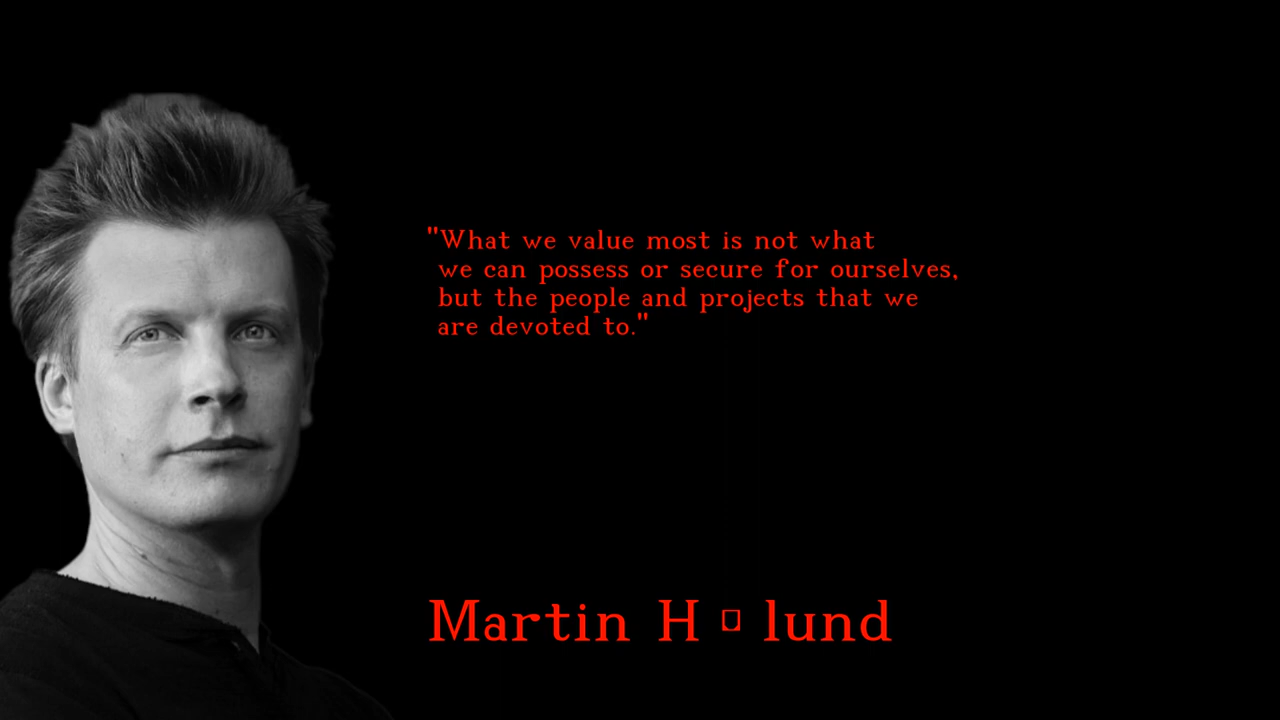 "What we value most is not what
we can possess or secure for ourselves,
but the people and projects that we
are devoted to."
Martin H▯lund